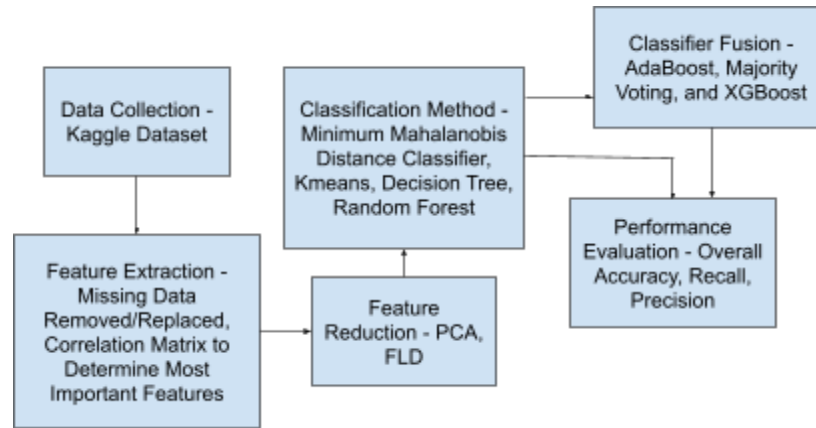 Data Collection -
Kaggle Dataset
Feature Extraction -
Missing Data
Removed/Replaced,
Correlation Matrix to
Determine Most
Important Features
Feature
Reduction - PCA,
FLD
Classification Method -
Minimum Mahalanobis
Distance Classifier,
Kmeans, Decision Tree,
Random Forest
Classifier Fusion -
AdaBoost, Majority
Voting, and XGBoost
Performance
Evaluation - Overall
Accuracy, Recall,
Precision